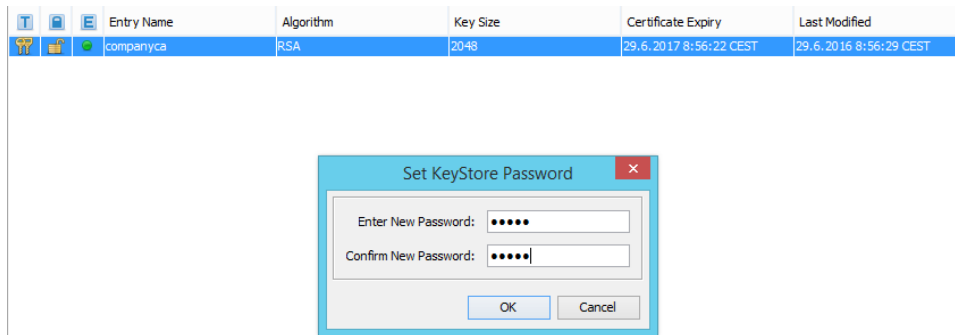 T E Entry Name Algorithm Key Size Certificate Expiry Last Modified
companyca RSA 2048 29.6.2017 8:56:22 CEST 29.6.2016 8:56:29 CEST
Set KeyStore Password
Enter New Password: •••••
Confirm New Password: •••••
OK Cancel